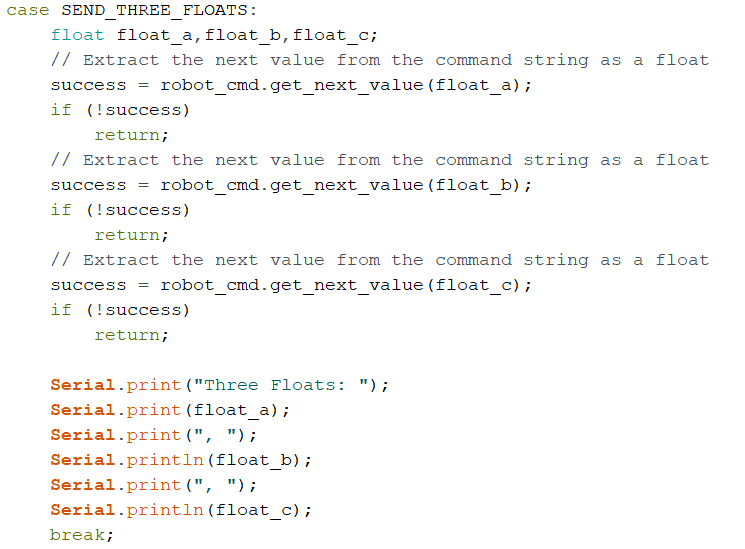 case SEND_THREE_FLOATS:
    float float_a,float_b,float_c;
    // Extract the next value from the command string as a float
    success = robot_cmd.get_next_value(float_a);
    if (!success)
        return;
    // Extract the next value from the command string as a float
    success = robot_cmd.get_next_value(float_b);
    if (!success)
        return;
    // Extract the next value from the command string as a float
    success = robot_cmd.get_next_value(float_c);
    if (!success)
        return;

    Serial.print("Three Floats: ");
    Serial.print(float_a);
    Serial.print(", ");
    Serial.println(float_b);
    Serial.print(", ");
    Serial.println(float_c);
    break;